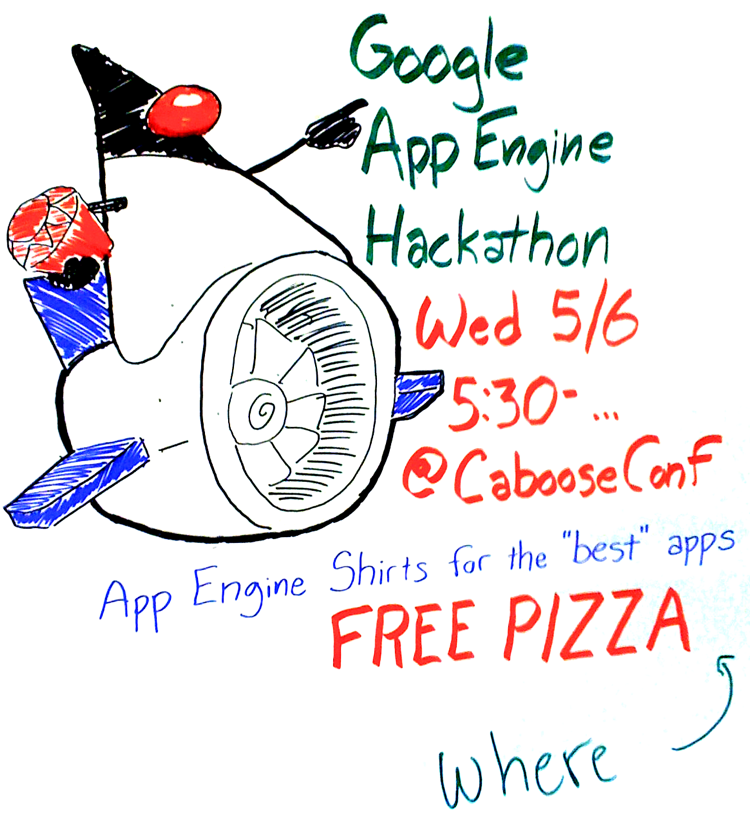 Google
App Engine
Hackathon
Wed 5/6
5:30-...
@CabooseConf
App Engine Shirts for the "best" apps
FREE PIZZA
where